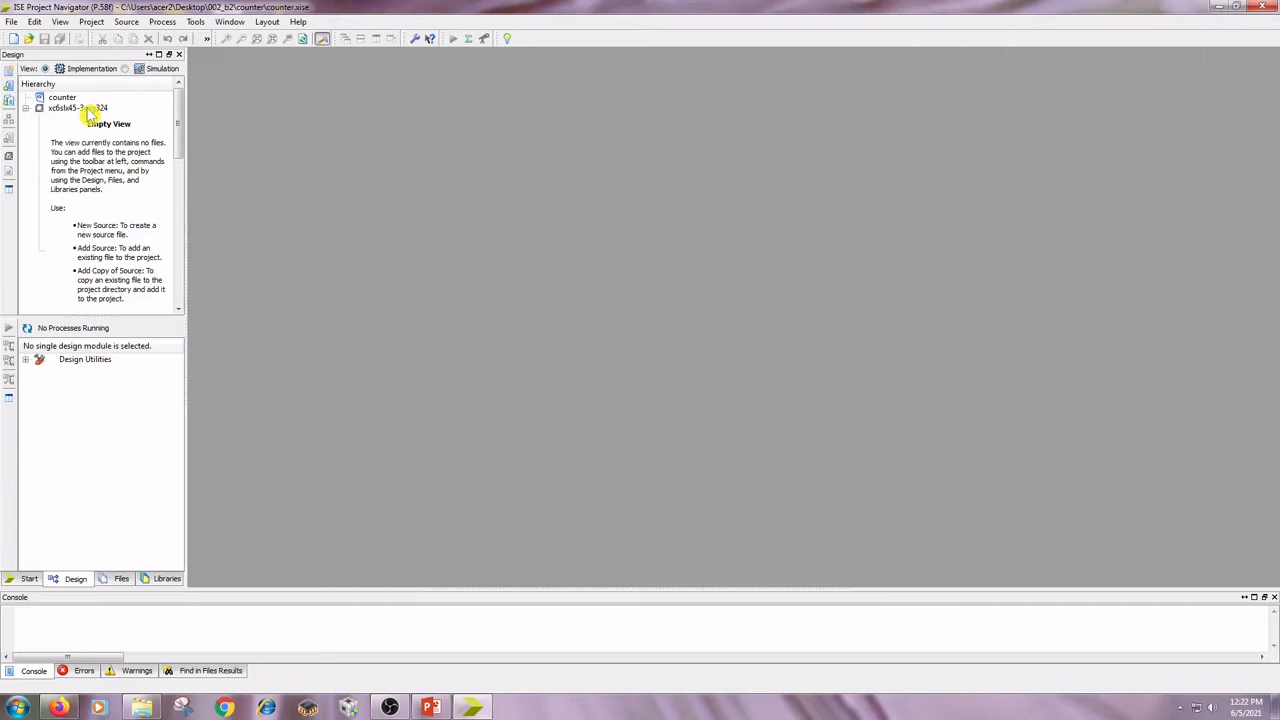 ISE Project Navigator (P.58f) - C:\Users\acer2\Desktop\002_b2\counter\counter.xise
File Edit View Project Source Process Tools Window Layout Help
Design
View: Implementation Simulation
Hierarchy
counter
Empty View
The view currently contains no files.
You can add files to the project
using the toolbar at left, commands
from the Project menu, and by
using the Design, Files, and
Libraries panels.
Use:
• New Source: To create a
new source file.
• Add Source: To add an
existing file to the project.
• Add Copy of Source: To
copy an existing file to the
project directory and add it
to the project.
No Processes Running
No single design module is selected.
Design Utilities
Start Design Files Libraries
Console
Console Errors Warnings Find in Files Results
12:22 PM
6/5/2021